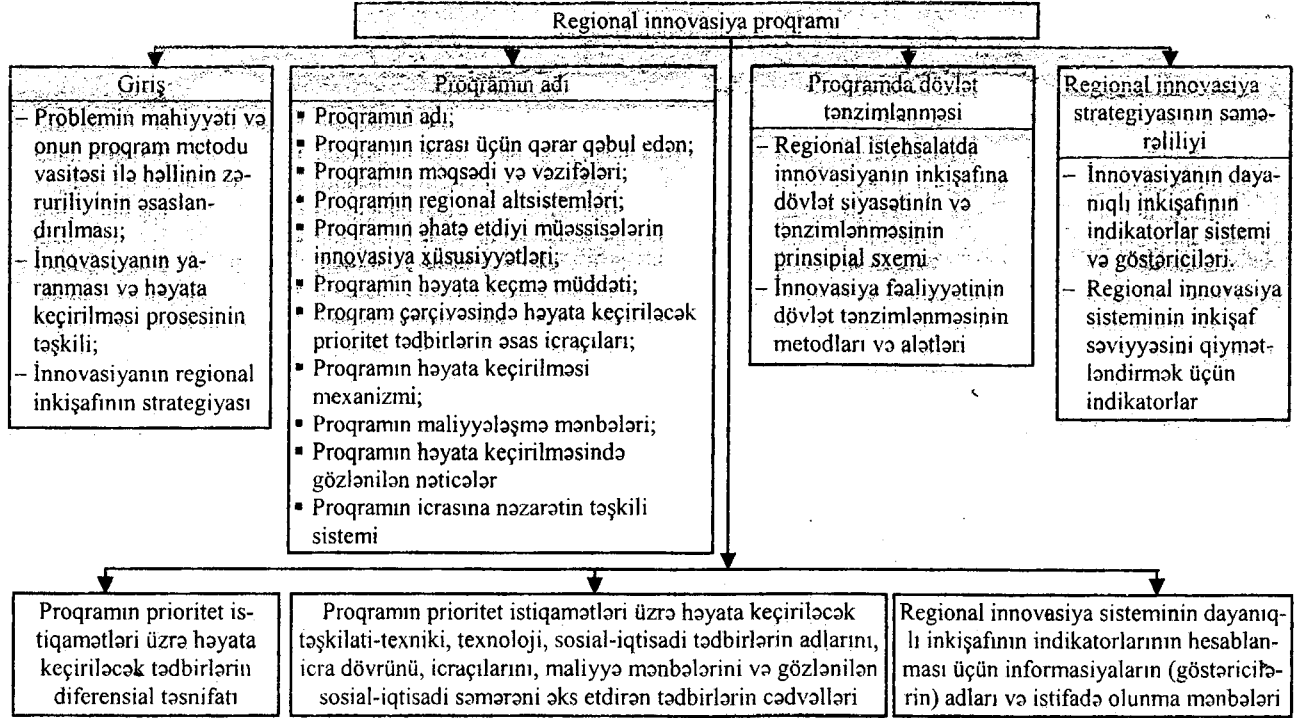 Regional innovasiya proqramı
Giriş
– Problemin mahiyyəti və
onun proqram metodu
vasitəsi ilə həllinin zə-
ruriliyinin əsaslan-
dırılması;
– İnnovasiyanın ya-
ranması və həyata
keçirilməsi prosesinin
təşkili;
– İnnovasiyanın regional
inkişafının strategiyası
Proqramın adı
▪ Proqramın adı;
▪ Proqramın icrası üçün qərar qəbul edən;
▪ Proqramın məqsədi və vəzifələri;
▪ Proqramın regional altsistemləri;
▪ Proqramın əhatə etdiyi müəssisələrin
innovasiya xüsusiyyətləri;
▪ Proqramın həyata keçmə müddəti;
▪ Proqram çərçivəsində həyata keçiriləcək
prioritet tədbirlərin əsas icraçıları;
▪ Proqramın həyata keçirilməsi
mexanizmi;
▪ Proqramın maliyyələşmə mənbələri;
▪ Proqramın həyata keçirilməsində
gözlənilən nəticələr
▪ Proqramın icrasına nəzarətin təşkili
sistemi
Proqramda dövlət
tənzimlənməsi
– Regional istehsalatda
innovasiyanın inkişafına
dövlət siyasətinin və
tənzimlənməsinin
prinsipial sxemi
– İnnovasiya fəaliyyətinin
dövlət tənzimlənməsinin
metodları və alətləri
Regional innovasiya
strategiyasının səmə-
rəliliyi
– İnnovasiyanın daya-
nıqlı inkişafının
indikatorlar sistemi
və göstəriciləri.
– Regional innovasiya
sisteminin inkişaf
səviyyəsini qiymət-
ləndirmək üçün
indikatorlar
Proqramın prioritet is-
tiqamətləri üzrə həyata
keçiriləcək tədbirlərin
diferensial təsnifatı
Proqramın prioritet istiqamətləri üzrə həyata keçiriləcək
təşkilati-texniki, texnoloji, sosial-iqtisadi tədbirlərin adlarını,
icra dövrünü, icraçılarını, maliyyə mənbələrini və gözlənilən
sosial-iqtisadi səmərəni əks etdirən tədbirlərin cədvəlləri
Regional innovasiya sisteminin dayanıq-
lı inkişafının indikatorlarının hesablan-
ması üçün informasiyaların (göstəricilə-
rin) adları və istifadə olunma mənbələri